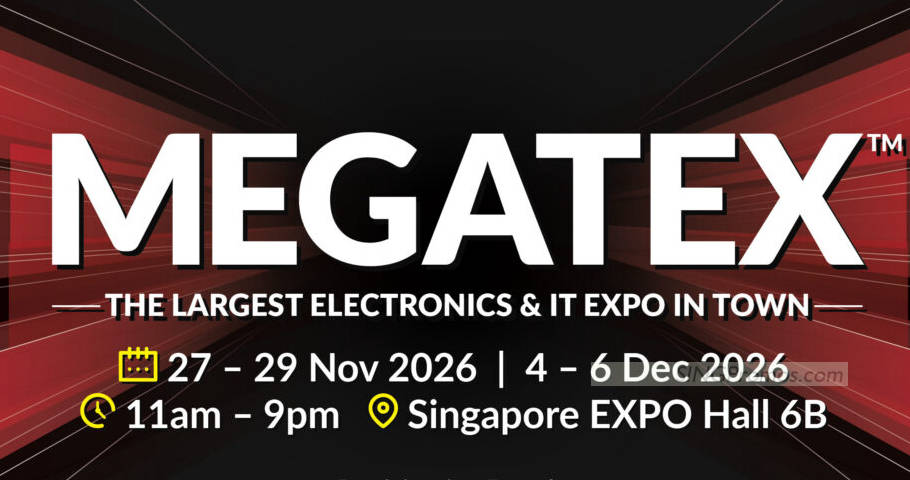 MEGATEX™
THE LARGEST ELECTRONICS & IT EXPO IN TOWN
27 – 29 Nov 2026 | 4 – 6 Dec 2026
11am – 9pm Singapore EXPO Hall 6B